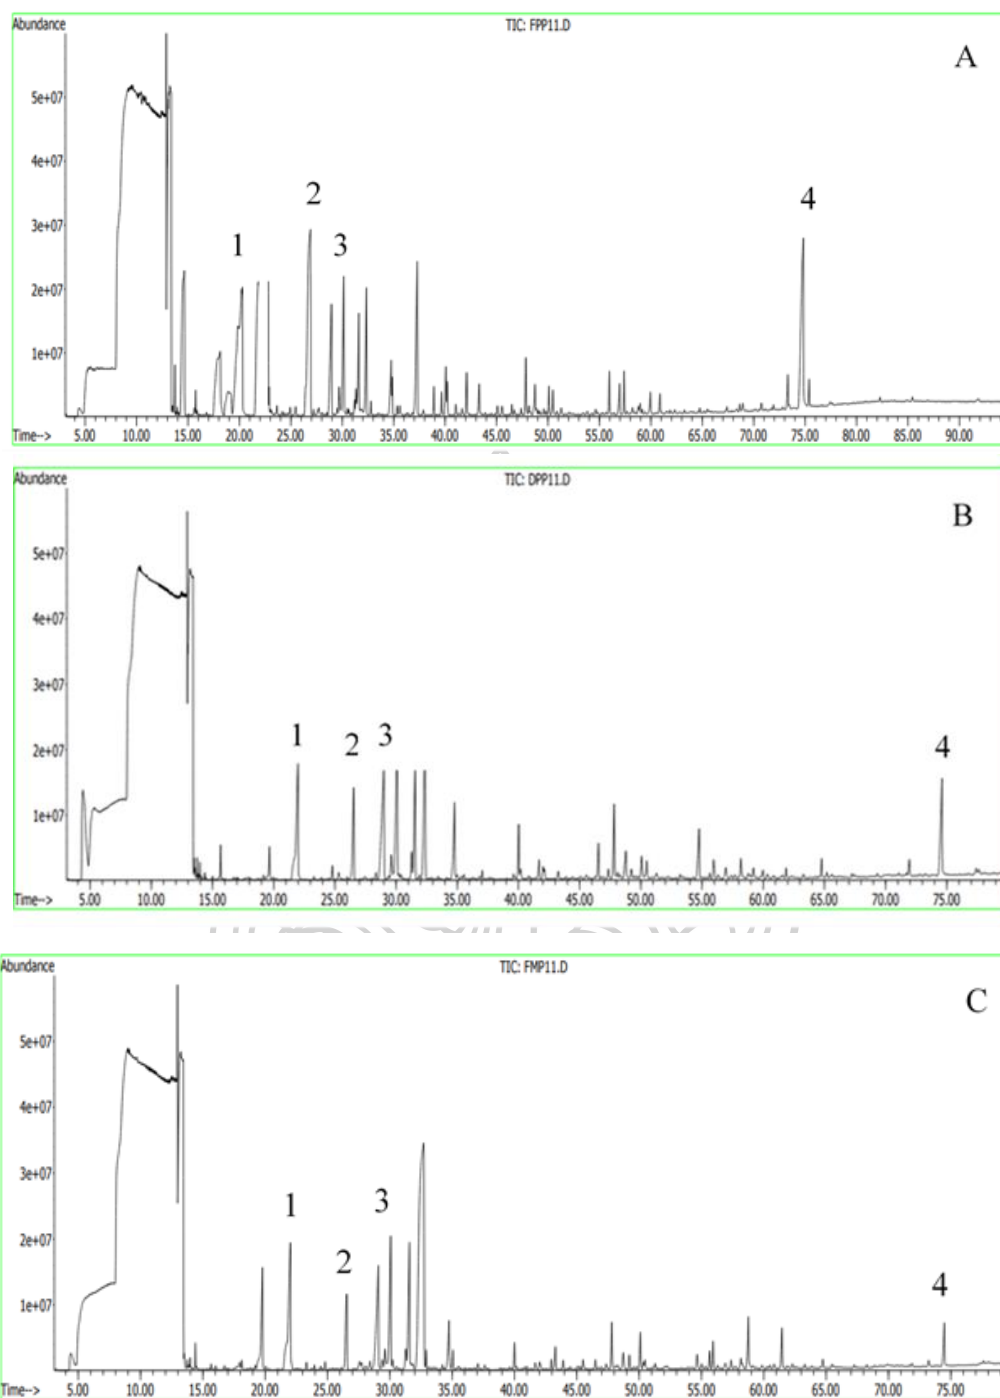 Abundance
TIC: FPP11.D
A
5e+07
4e+07
3e+07
2e+07
1e+07
1
2
3
4
Time-->
5.00 10.00 15.00 20.00 25.00 30.00 35.00 40.00 45.00 50.00 55.00 60.00 65.00 70.00 75.00 80.00 85.00 90.00
Abundance
TIC: DPP11.D
B
5e+07
4e+07
3e+07
2e+07
1e+07
1
2
3
4
Time-->
5.00 10.00 15.00 20.00 25.00 30.00 35.00 40.00 45.00 50.00 55.00 60.00 65.00 70.00 75.00
Abundance
TIC: FMP11.D
C
5e+07
4e+07
3e+07
2e+07
1e+07
1
2
3
4
Time-->
5.00 10.00 15.00 20.00 25.00 30.00 35.00 40.00 45.00 50.00 55.00 60.00 65.00 70.00 75.00